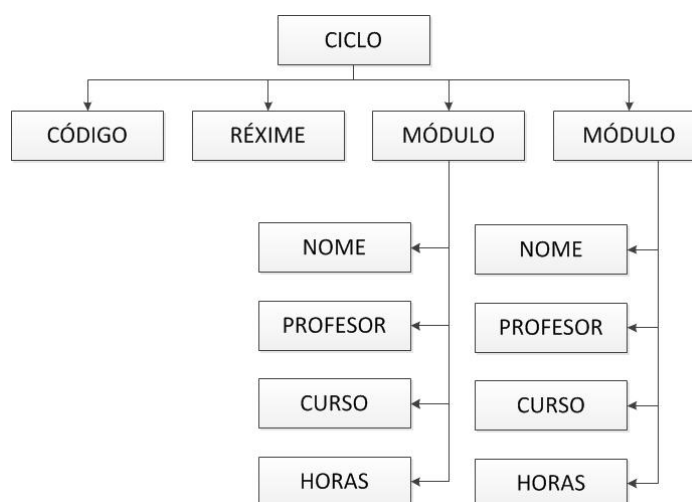 CICLO
CÓDIGO
RÉXIME
MÓDULO
MÓDULO
NOME
NOME
PROFESOR
PROFESOR
CURSO
CURSO
HORAS
HORAS